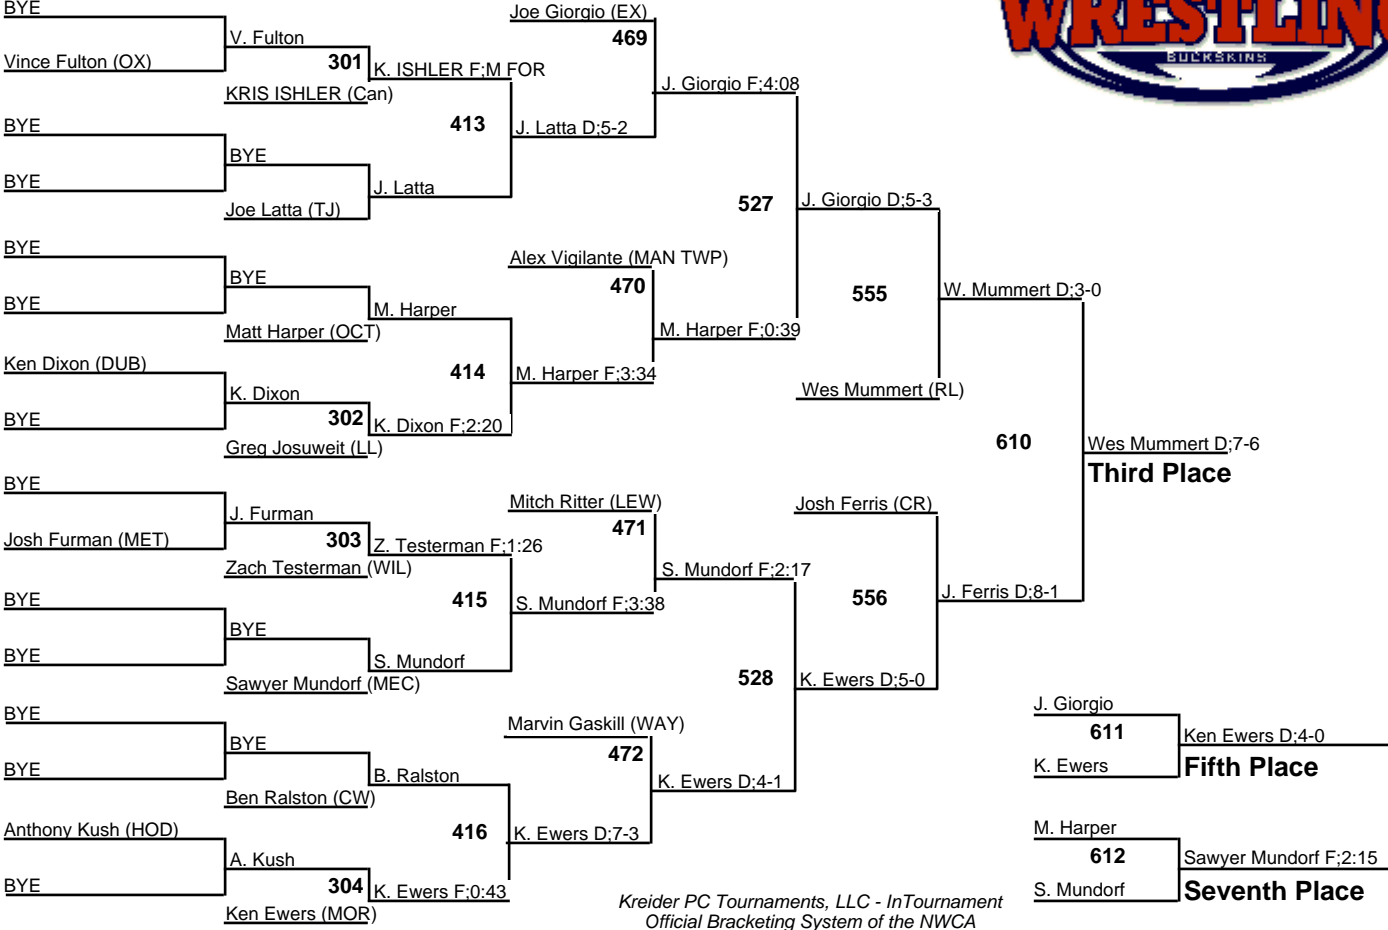 BYE
Vince Fulton (OX)
V. Fulton
301
KRIS ISHLER (Can)
K. ISHLER F;M FOR
BYE
BYE
BYE
Joe Latta (TJ)
J. Latta
413
J. Latta D;5-2
Joe Giorgio (EX)
469
J. Giorgio F;4:08
BYE
BYE
BYE
Matt Harper (OCT)
M. Harper
Ken Dixon (DUB)
BYE
K. Dixon
302
Greg Josuweit (LL)
K. Dixon F;2:20
414
M. Harper F;3:34
Alex Vigilante (MAN TWP)
470
M. Harper F;0:39
527
J. Giorgio D;5-3
555
Wes Mummert (RL)
W. Mummert D;3-0
BYE
Josh Furman (MET)
J. Furman
303
Zach Testerman (WIL)
Z. Testerman F;1:26
BYE
BYE
BYE
Sawyer Mundorf (MEC)
S. Mundorf
415
S. Mundorf F;3:38
Mitch Ritter (LEW)
471
S. Mundorf F;2:17
BYE
BYE
BYE
Ben Ralston (CW)
B. Ralston
Anthony Kush (HOD)
BYE
A. Kush
304
Ken Ewers (MOR)
K. Ewers F;0:43
416
K. Ewers D;7-3
Marvin Gaskill (WAY)
472
K. Ewers D;4-1
528
K. Ewers D;5-0
Josh Ferris (CR)
556
J. Ferris D;8-1
610
Wes Mummert D;7-6
Third Place
J. Giorgio
611
K. Ewers
Ken Ewers D;4-0
Fifth Place
M. Harper
612
S. Mundorf
Sawyer Mundorf F;2:15
Seventh Place
WRESTLING
BUCKSKINS
Kreider PC Tournaments, LLC - InTournament
Official Bracketing System of the NWCA